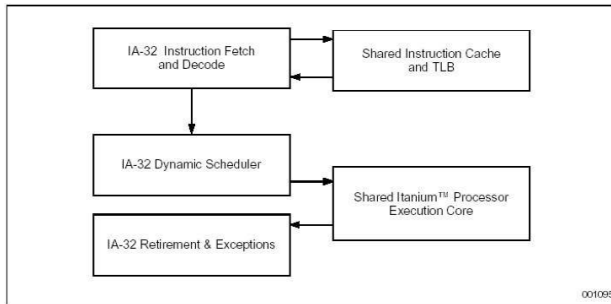 IA-32 Instruction Fetch
and Decode
Shared Instruction Cache
and TLB
IA-32 Dynamic Scheduler
Shared Itanium™ Processor
Execution Core
IA-32 Retirement & Exceptions
001095